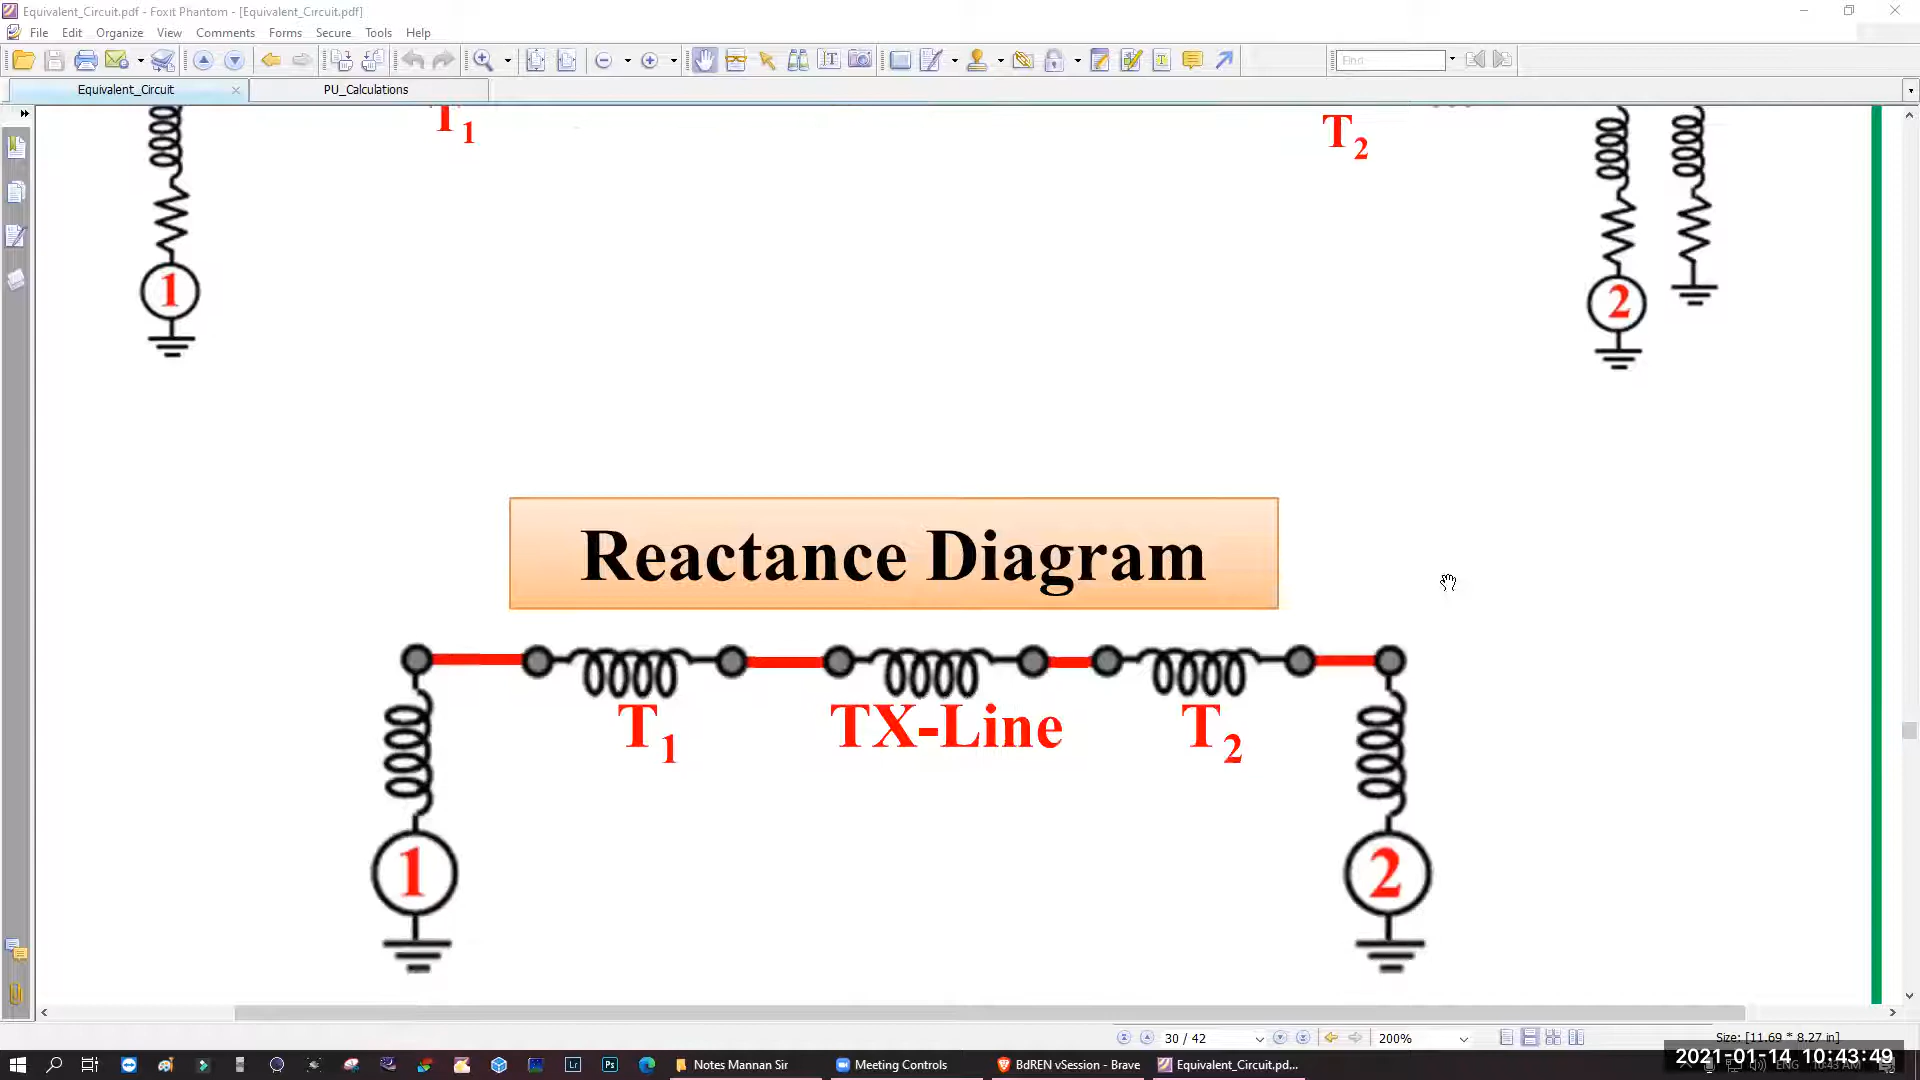 Equivalent_Circuit.pdf - Foxit Phantom - [Equivalent_Circuit.pdf]
File Edit Organize View Comments Forms Secure Tools Help
Find
Equivalent_Circuit
PU_Calculations
T1
T2
1
2
Reactance Diagram
T1
TX-Line
T2
1
2
30 / 42
200%
Size: [11.69 * 8.27 in]
Notes Mannan Sir
Meeting Controls
BdREN vSession - Brave
Equivalent_Circuit.pd...
2021-01-14 10:43:49